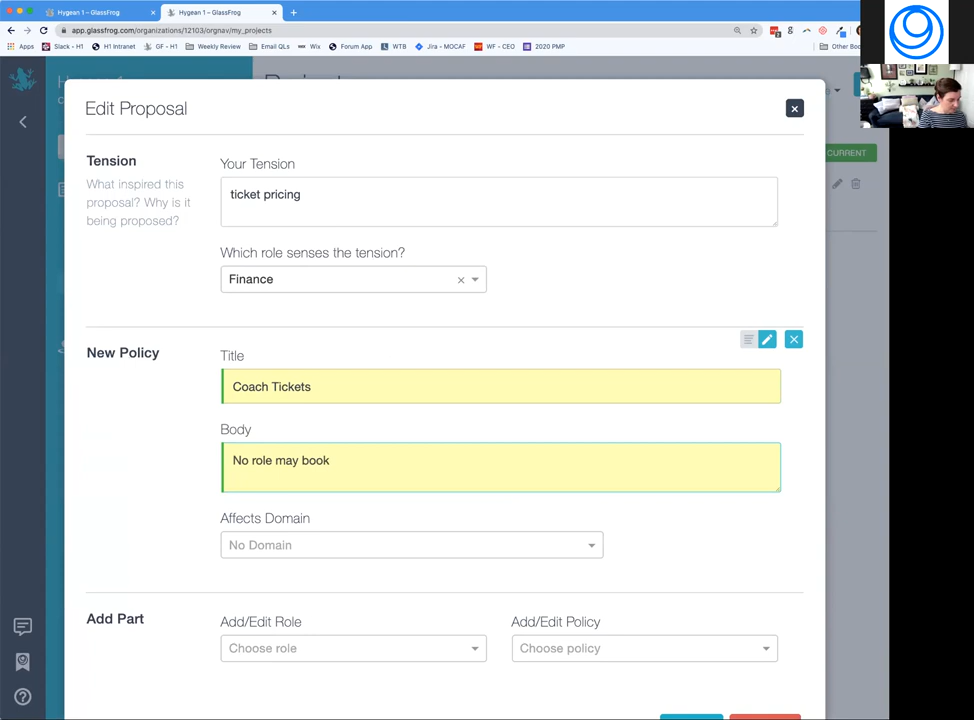 Hygean 1 – GlassFrog
Hygean 1 – GlassFrog
app.glassfrog.com/organizations/12103/orgnav/my_projects
Apps
Slack - H1
H1 Intranet
GF - H1
Weekly Review
Email QLs
Wix
Forum App
WTB
Jira - MOCAF
WF - CEO
2020 PMP
Other Bo
Edit Proposal
CURRENT
Tension
What inspired this
proposal? Why is it
being proposed?
Your Tension
ticket pricing
Which role senses the tension?
Finance
New Policy
Title
Coach Tickets
Body
No role may book
Affects Domain
No Domain
Add Part
Add/Edit Role
Choose role
Add/Edit Policy
Choose policy